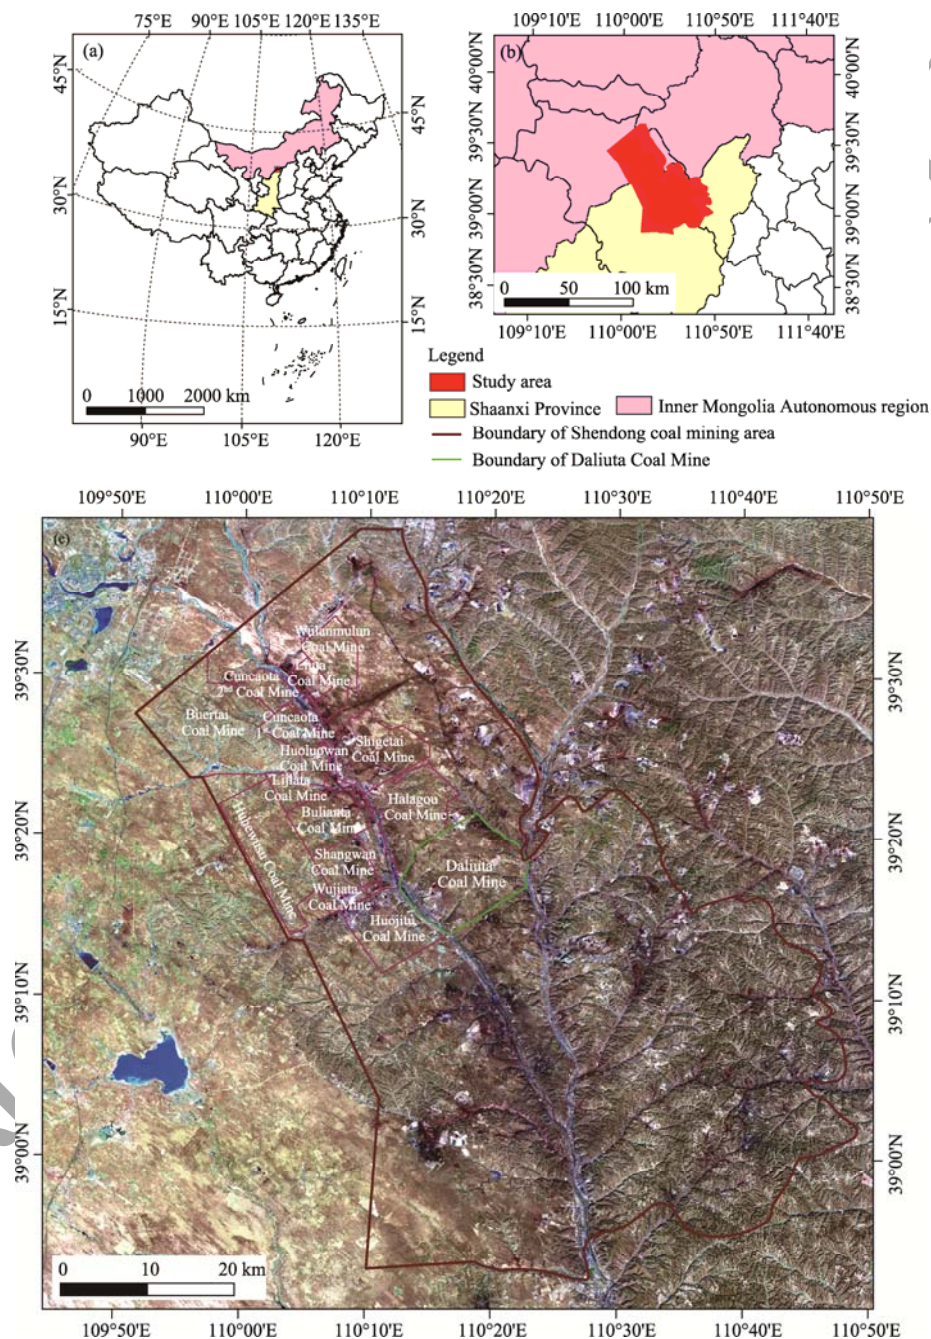 75°E 90°E 105°E 120°E 135°E
(a)
45°N
30°N
15°N
45°N
30°N
15°N
0 1000 2000 km
90°E 105°E 120°E
109°10'E 110°00'E 110°50'E 111°40'E
(b)
40°00'N
39°30'N
39°00'N
38°30'N
40°00'N
39°30'N
39°00'N
38°30'N
0 50 100 km
109°10'E 110°00'E 110°50'E 111°40'E
Legend
Study area
Shaanxi Province
Inner Mongolia Autonomous region
Boundary of Shendong coal mining area
Boundary of Daliuta Coal Mine
109°50'E 110°00'E 110°10'E 110°20'E 110°30'E 110°40'E 110°50'E
(c)
39°30'N
39°20'N
39°10'N
39°00'N
39°30'N
39°20'N
39°10'N
39°00'N
Wulanmulun
Coal Mine
Coal Mine
Cuncaota
2nd Coal Mine
Buertai
Coal Mine
Cuncaota
1st Coal Mine
Shigetai
Coal Mine
Huoluowan
Coal Mine
Liulata
Coal Mine
Halagou
Coal Mine
Bulianta
Coal Mine
Coal Mine
Shangwan
Coal Mine
Daliuta
Coal Mine
Wujiata
Coal Mine
Huojitu
Coal Mine
0 10 20 km
109°50'E 110°00'E 110°10'E 110°20'E 110°30'E 110°40'E 110°50'E